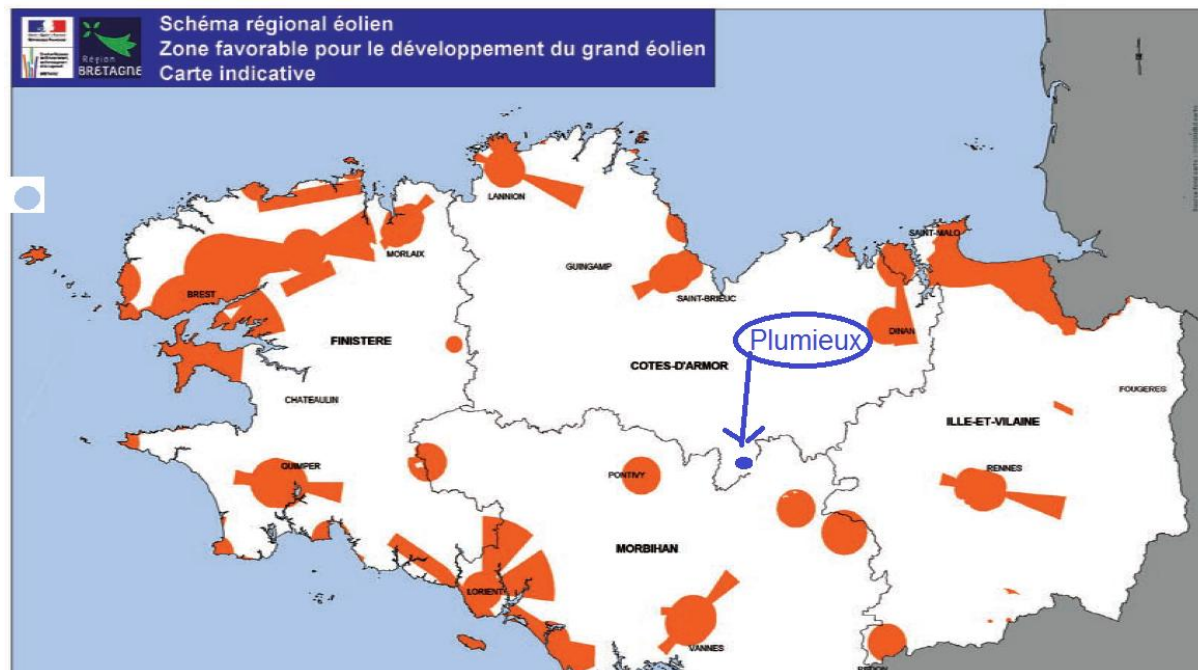 Schéma régional éolien
Zone favorable pour le développement du grand éolien
Carte indicative
Région
BRETAGNE
LANNION
MORLAIX
GUINGAMP
SAINT-MALO
BREST
SAINT-BRIEUC
FINISTERE
Plumieux
DINAN
COTES-D'ARMOR
CHATEAULIN
FOUGERES
ILLE-ET-VILAINE
QUIMPER
PONTIVY
RENNES
MORBIHAN
LORIENT
VANNES
REDON